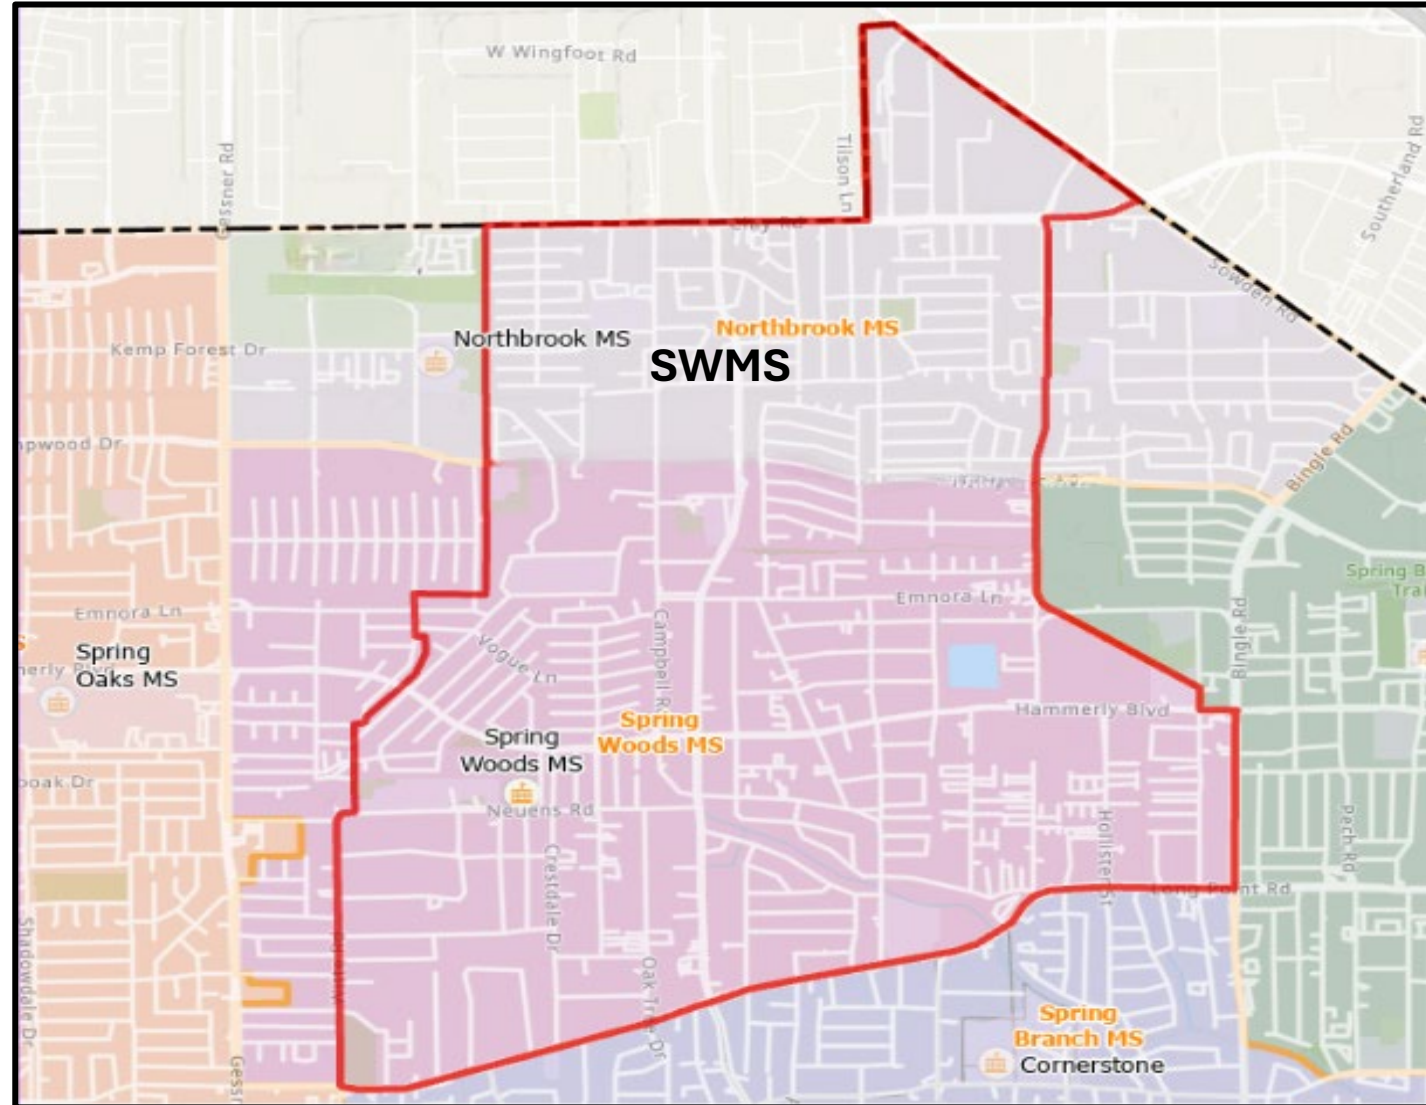 W Wingfoot Rd
Tilson Ln
Southerland Rd
Gessner Rd
Clay Rd
Sowden Rd
Northbrook MS
Northbrook MS
SWMS
Kemp Forest Dr
Bingle Rd
Emnora Ln
Emnora Ln
Campbell R
Bingle Rd
Vogue Ln
Spring
Oaks MS
Spring
Woods MS
Spring
Woods MS
Hammerly Blvd
Neuens Rd
Crestdale Dr
Hollister St
Pech Rd
Long Point Rd
Shadowdale Dr
Oak Tree Dr
Spring
Branch MS
Cornerstone